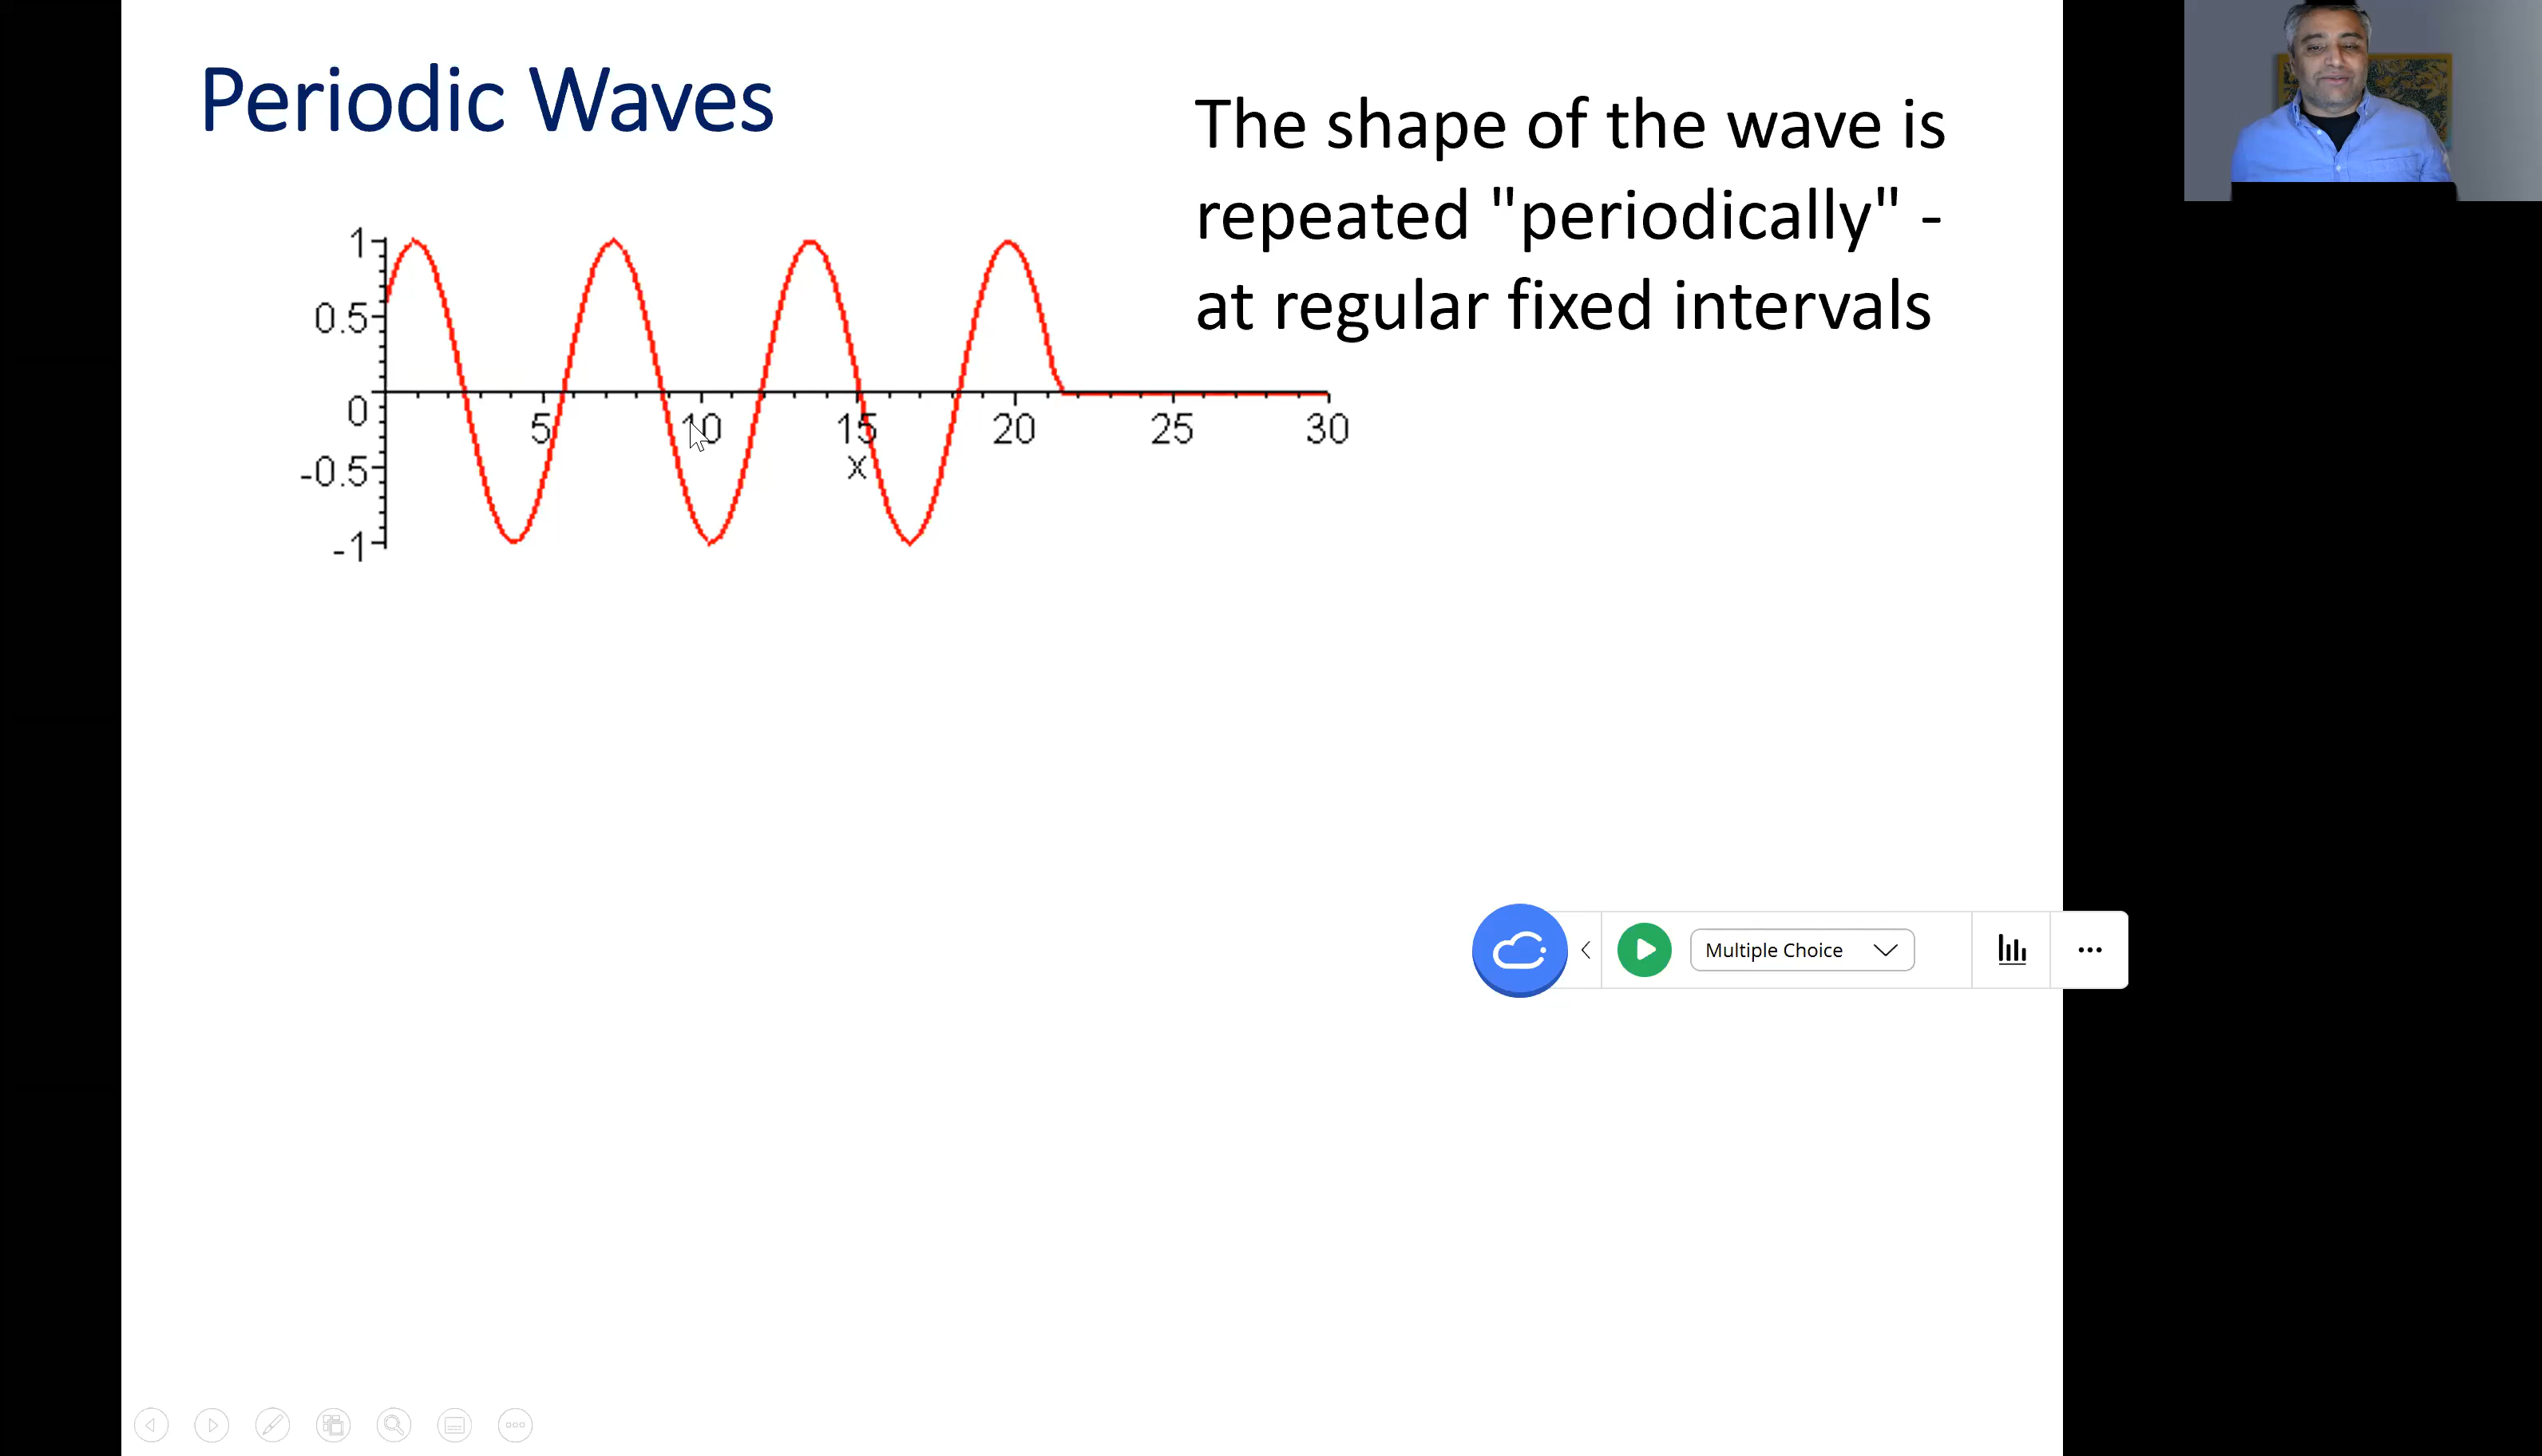 Periodic Waves
The shape of the wave is
repeated "periodically" -
at regular fixed intervals
1
0.5
0
-0.5
-1
5 10 15 20 25 30
x
Multiple Choice